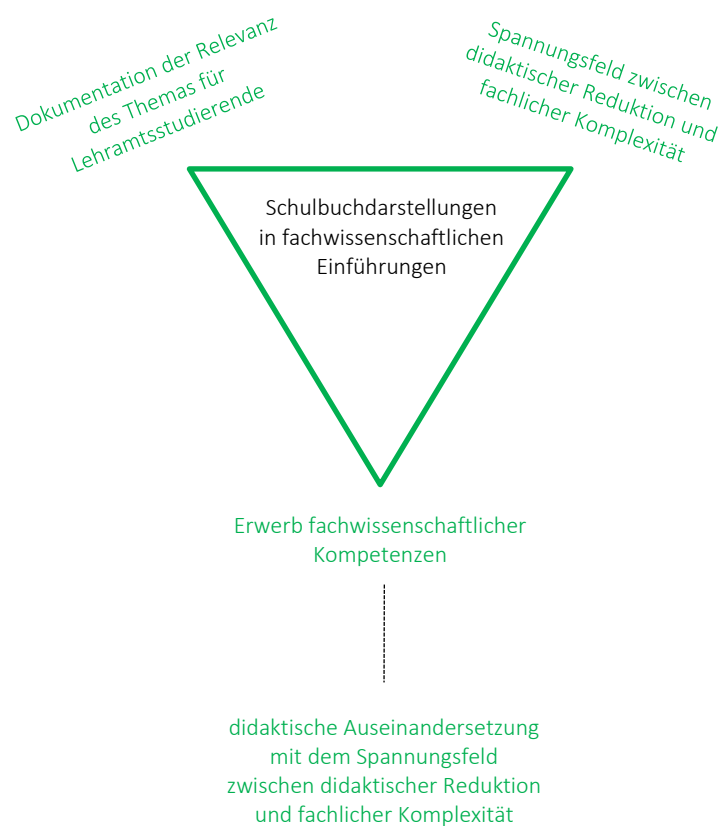 Dokumentation der Relevanz
des Themas für
Lehramtsstudierende
Spannungsfeld zwischen
didaktischer Reduktion und
fachlicher Komplexität
Schulbuchdarstellungen
in fachwissenschaftlichen
Einführungen
Erwerb fachwissenschaftlicher
Kompetenzen
didaktische Auseinandersetzung
mit dem Spannungsfeld
zwischen didaktischer Reduktion
und fachlicher Komplexität